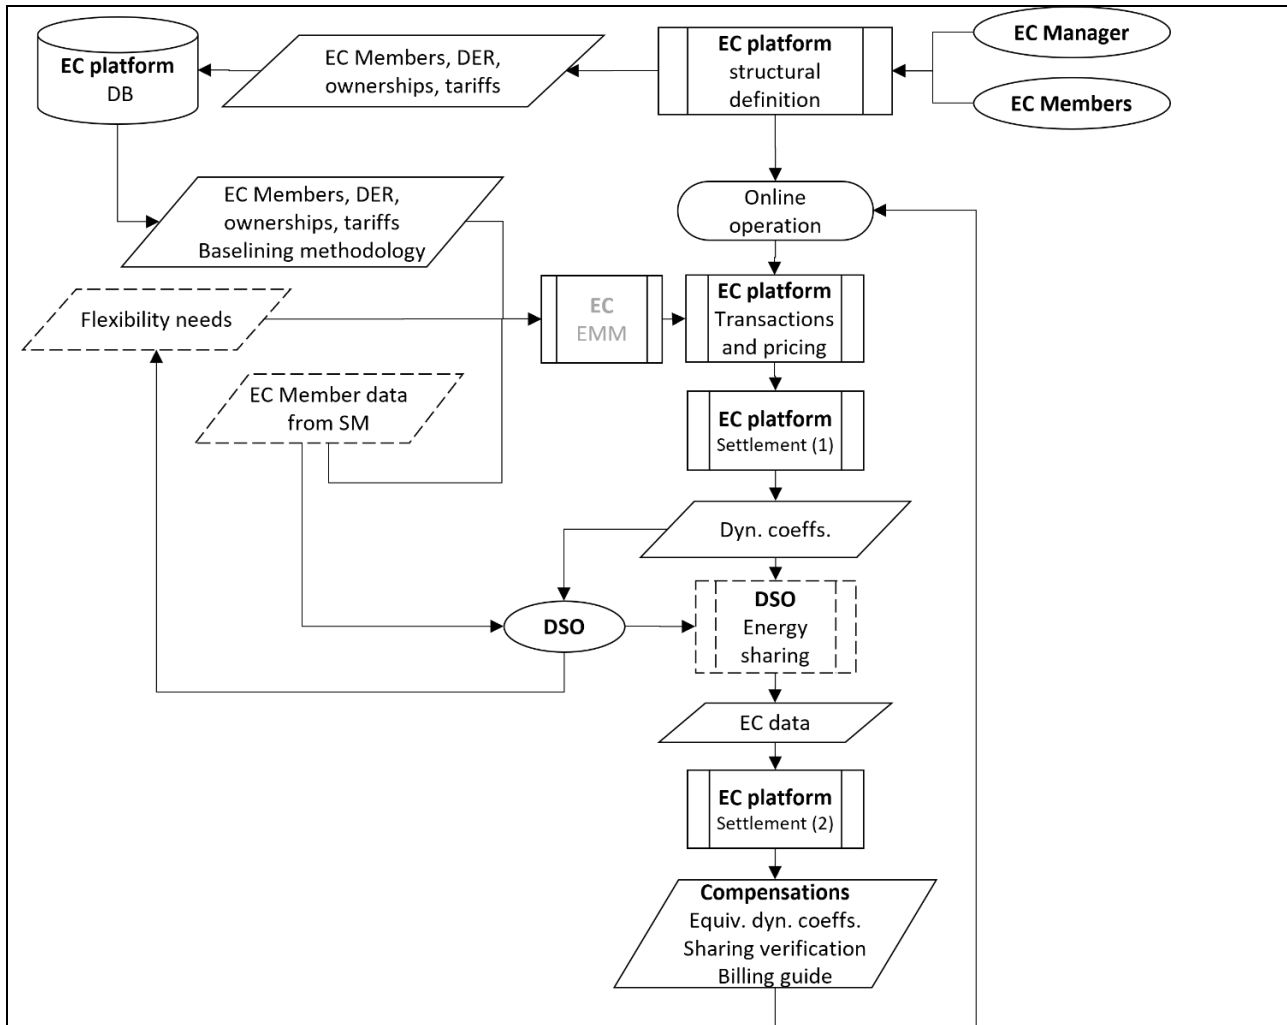 EC platform
DB
EC Members, DER,
ownerships, tariffs
EC platform
structural
definition
EC Manager
EC Members
EC Members, DER,
ownerships, tariffs
Baselining methodology
Online
operation
Flexibility needs
EC
EMM
EC platform
Transactions
and pricing
EC Member data
from SM
EC platform
Settlement (1)
Dyn. coeffs.
DSO
DSO
Energy
sharing
EC data
EC platform
Settlement (2)
Compensations
Equiv. dyn. coeffs.
Sharing verification
Billing guide